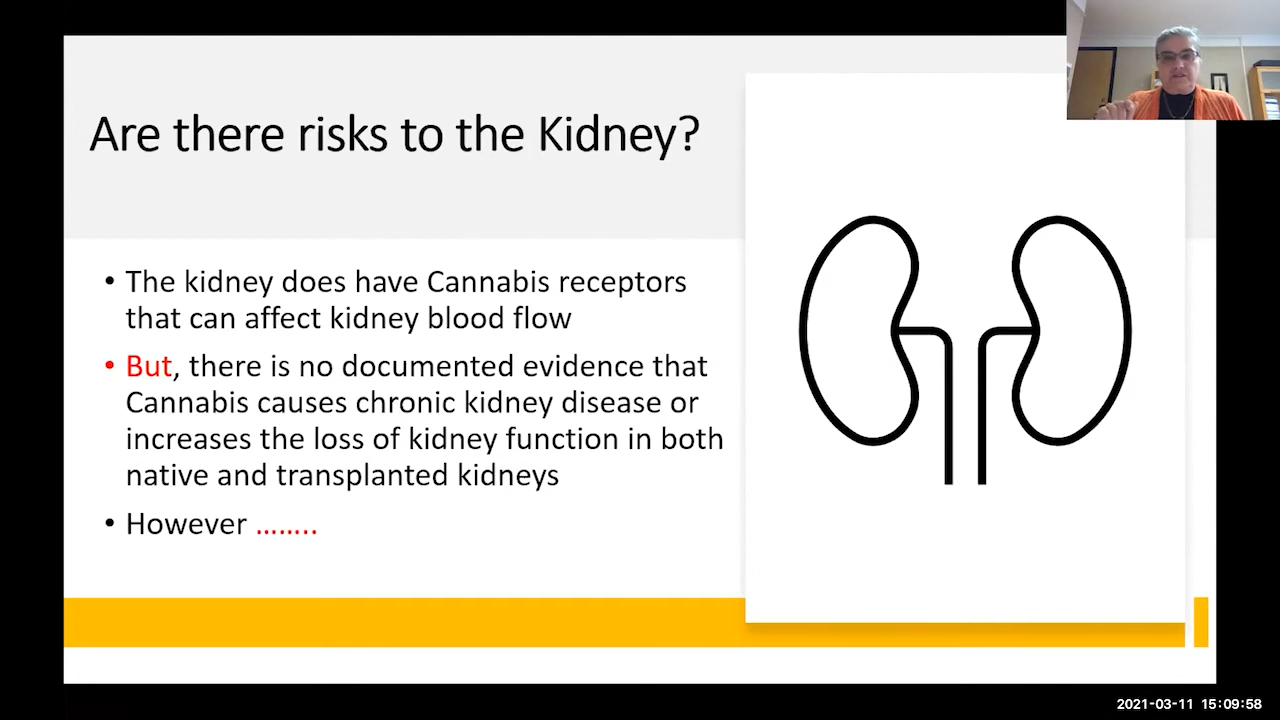 Are there risks to the Kidney?
• The kidney does have Cannabis receptors
that can affect kidney blood flow
• But, there is no documented evidence that
Cannabis causes chronic kidney disease or
increases the loss of kidney function in both
native and transplanted kidneys
• However ........
2021-03-11 15:09:58